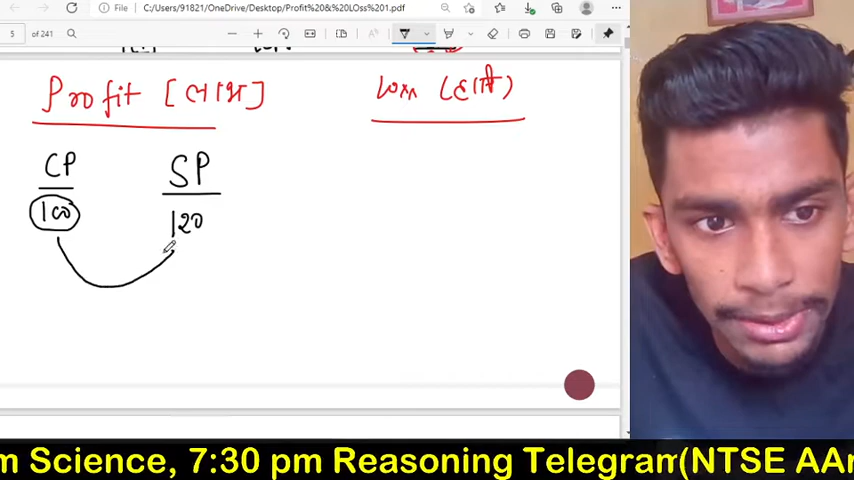 C:/Users/91821/OneDrive/Desktop/Profit%20&%20LOss%201.pdf
5 of 241
Profit [લાભ] Loss
CP SP
100 120
m Science, 7:30 pm Reasoning Telegram(NTSE AAr